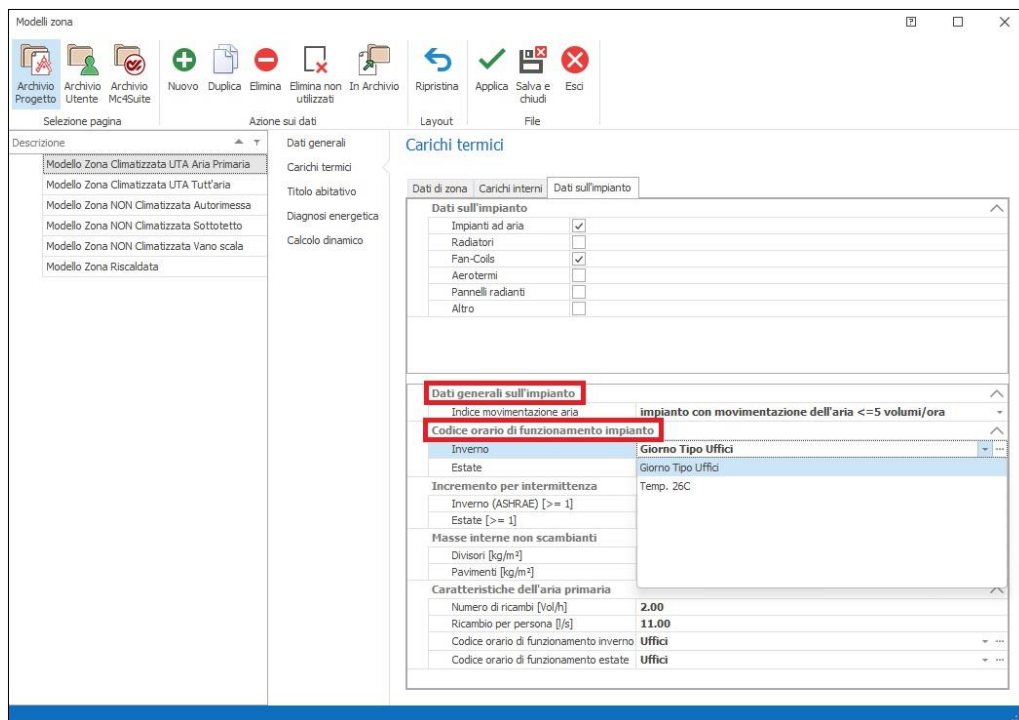 Modelli zona
Archivio Progetto
Archivio Utente
Archivio Mc4Suite
Nuovo
Duplica
Elimina
Elimina non utilizzati
In Archivio
Ripristina
Applica
Salva e chiudi
Esci
Selezione pagina
Azione sui dati
Layout
File
Descrizione
Modello Zona Climatizzata UTA Aria Primaria
Modello Zona Climatizzata UTA Tutt'aria
Modello Zona NON Climatizzata Autorimessa
Modello Zona NON Climatizzata Sottotetto
Modello Zona NON Climatizzata Vano scala
Modello Zona Riscaldata
Dati generali
Carichi termici
Titolo abitativo
Diagnosi energetica
Calcolo dinamico
Carichi termici
Dati di zona Carichi interni Dati sull'impianto
Dati sull'impianto
Impianti ad aria
Radiatori
Fan-Coils
Aerotermi
Pannelli radianti
Altro
Dati generali sull'impianto
Indice movimentazione aria impianto con movimentazione dell'aria <=5 volumi/ora
Codice orario di funzionamento impianto
Inverno Giorno Tipo Uffici
Estate Giorno Tipo Uffici
Temp. 26C
Incremento per intermittenza
Inverno (ASHRAE) [>= 1]
Estate [>= 1]
Masse interne non scambianti
Divisori [kg/m²]
Pavimenti [kg/m²]
Caratteristiche dell'aria primaria
Numero di ricambi [Vol/h] 2.00
Ricambio per persona [l/s] 11.00
Codice orario di funzionamento inverno Uffici
Codice orario di funzionamento estate Uffici